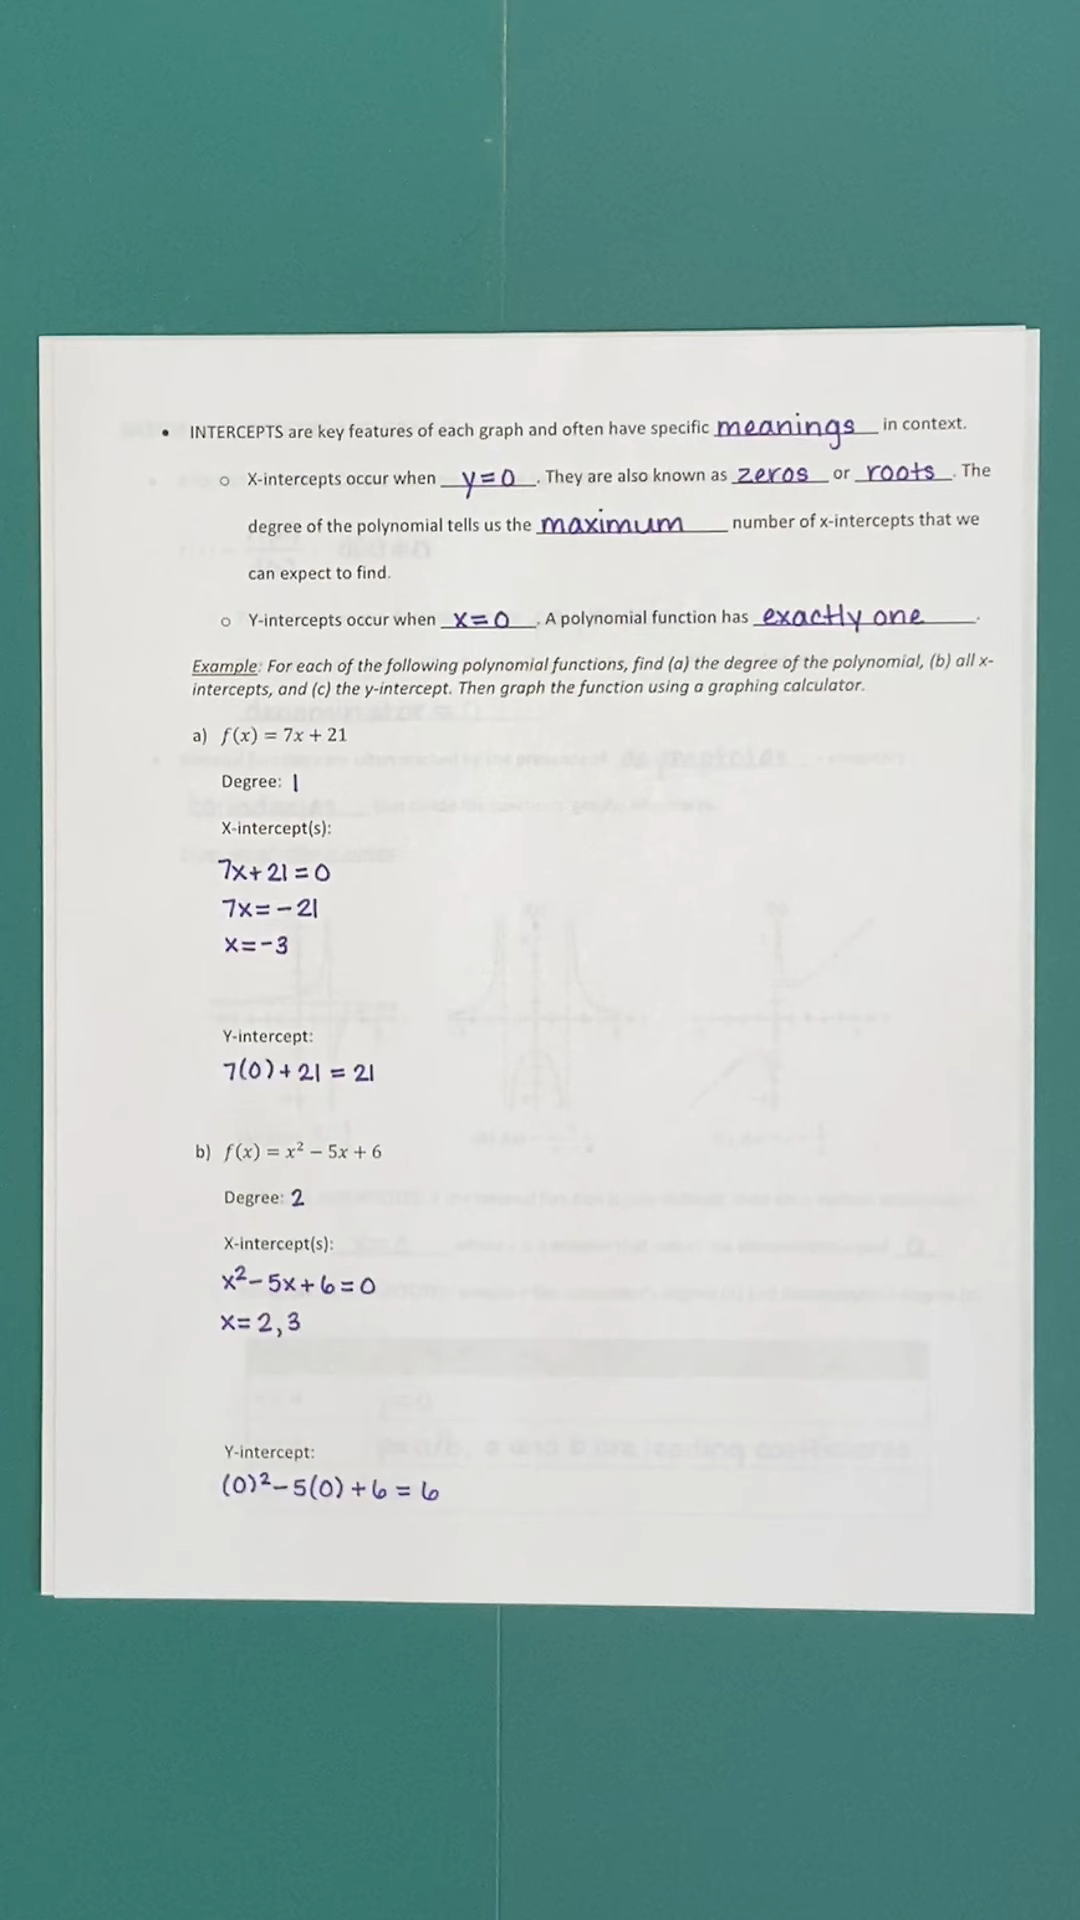 • INTERCEPTS are key features of each graph and often have specific meanings in context.
o X-intercepts occur when y=0. They are also known as zeros or roots. The
degree of the polynomial tells us the maximum number of x-intercepts that we
can expect to find.
o Y-intercepts occur when x=0. A polynomial function has exactly one.
Example: For each of the following polynomial functions, find (a) the degree of the polynomial, (b) all x-
intercepts, and (c) the y-intercept. Then graph the function using a graphing calculator.
a) f(x) = 7x + 21
Degree: 1
X-intercept(s):
7x+21=0
7x=-21
x=-3
Y-intercept:
7(0)+21=21
b) f(x) = x² − 5x + 6
Degree: 2
X-intercept(s):
x²-5x+6=0
x=2,3
Y-intercept:
(0)²-5(0)+6=6